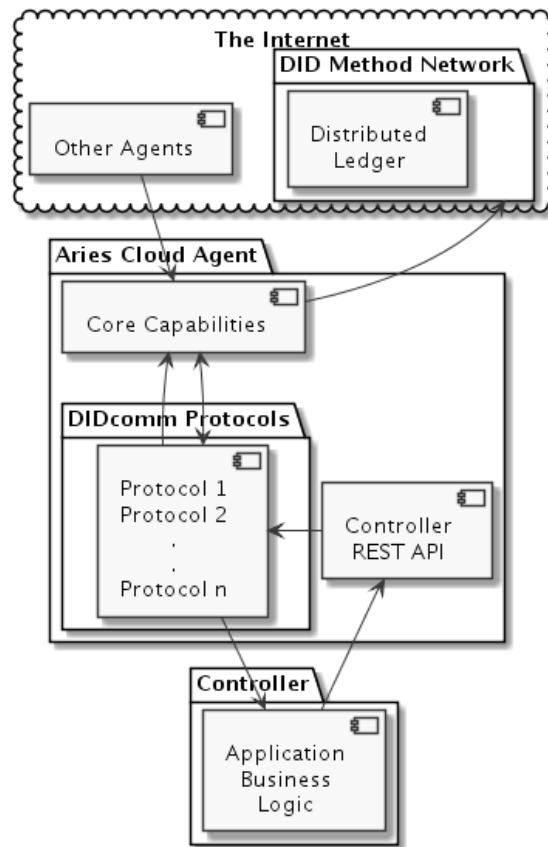 The Internet
DID Method Network
Other Agents
Distributed
Ledger
Aries Cloud Agent
Core Capabilities
DIDcomm Protocols
Protocol 1
Protocol 2
.
.
Protocol n
Controller
REST API
Controller
Application
Business
Logic